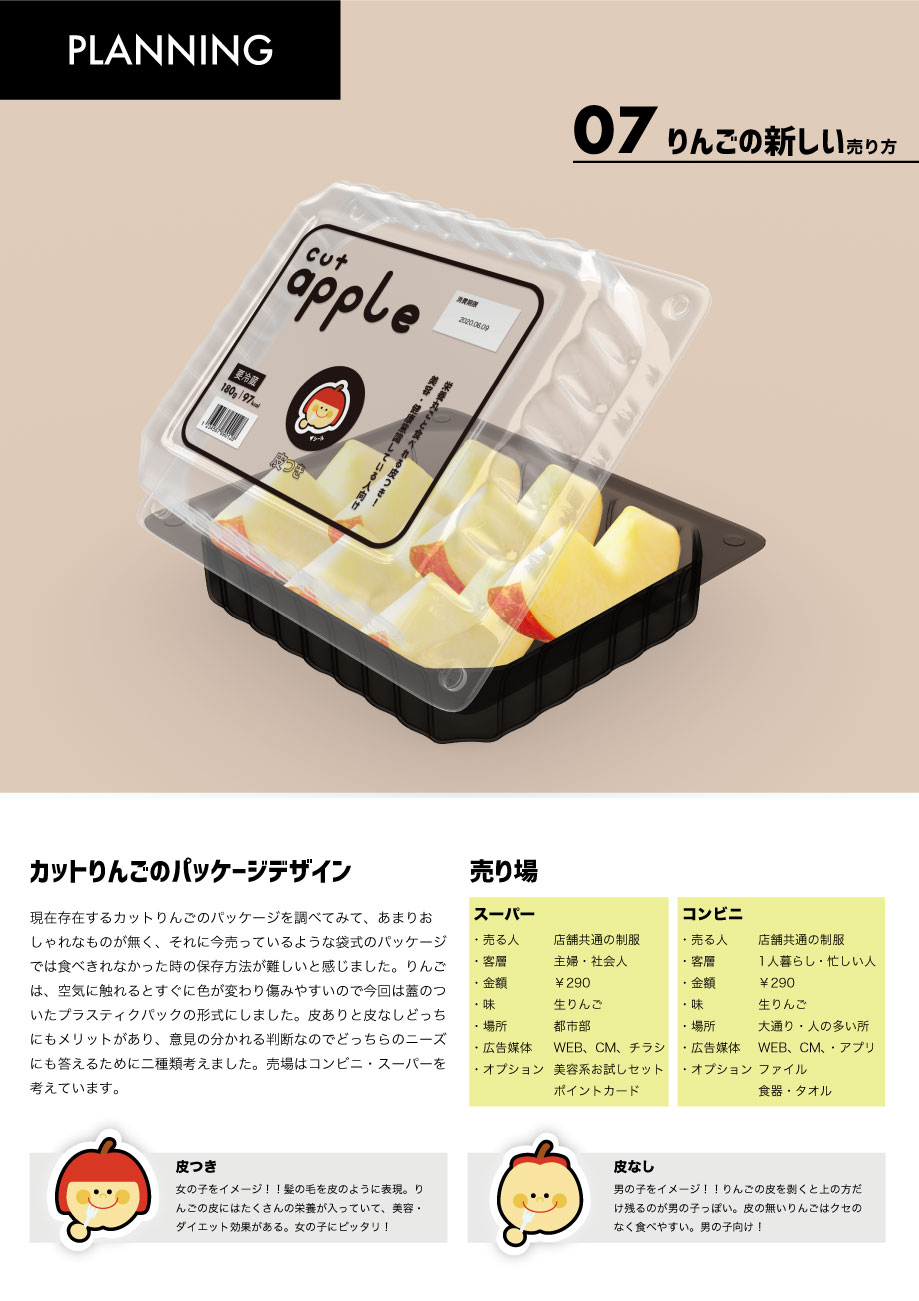 PLANNING
07 りんごの新しい売り方
cut
apple
消費期限
2020.06.09
要冷蔵
180g | 97kcal
皮つき
栄養丸ごと食べれる皮つき!
美容・健康意識している人向け
カットりんごのパッケージデザイン
現在存在するカットりんごのパッケージを調べてみて、あまりお
しゃれなものが無く、それに今売っているような袋式のパッケージ
では食べきれなかった時の保存方法が難しいと感じました。りんご
は、空気に触れるとすぐに色が変わり傷みやすいので今回は蓋のつ
いたプラスティクパックの形式にしました。皮ありと皮なしどっち
にもメリットがあり、意見の分かれる判断なのでどっちらのニーズ
にも答えるために二種類考えました。売場はコンビニ・スーパーを
考えています。
売り場
スーパー
・売る人 店舗共通の制服
・客層 主婦・社会人
・金額 ¥290
・味 生りんご
・場所 都市部
・広告媒体 WEB、CM、チラシ
・オプション 美容系お試しセット
ポイントカード
コンビニ
・売る人 店舗共通の制服
・客層 1人暮らし・忙しい人
・金額 ¥290
・味 生りんご
・場所 大通り・人の多い所
・広告媒体 WEB、CM、・アプリ
・オプション ファイル
食器・タオル
皮つき
女の子をイメージ!!髪の毛を皮のように表現。り
んごの皮にはたくさんの栄養が入っていて、美容・
ダイエット効果がある。女の子にピッタリ!
皮なし
男の子をイメージ!!りんごの皮を剝くと上の方だ
け残るのが男の子っぽい。皮の無いりんごはクセの
なく食べやすい。男の子向け!